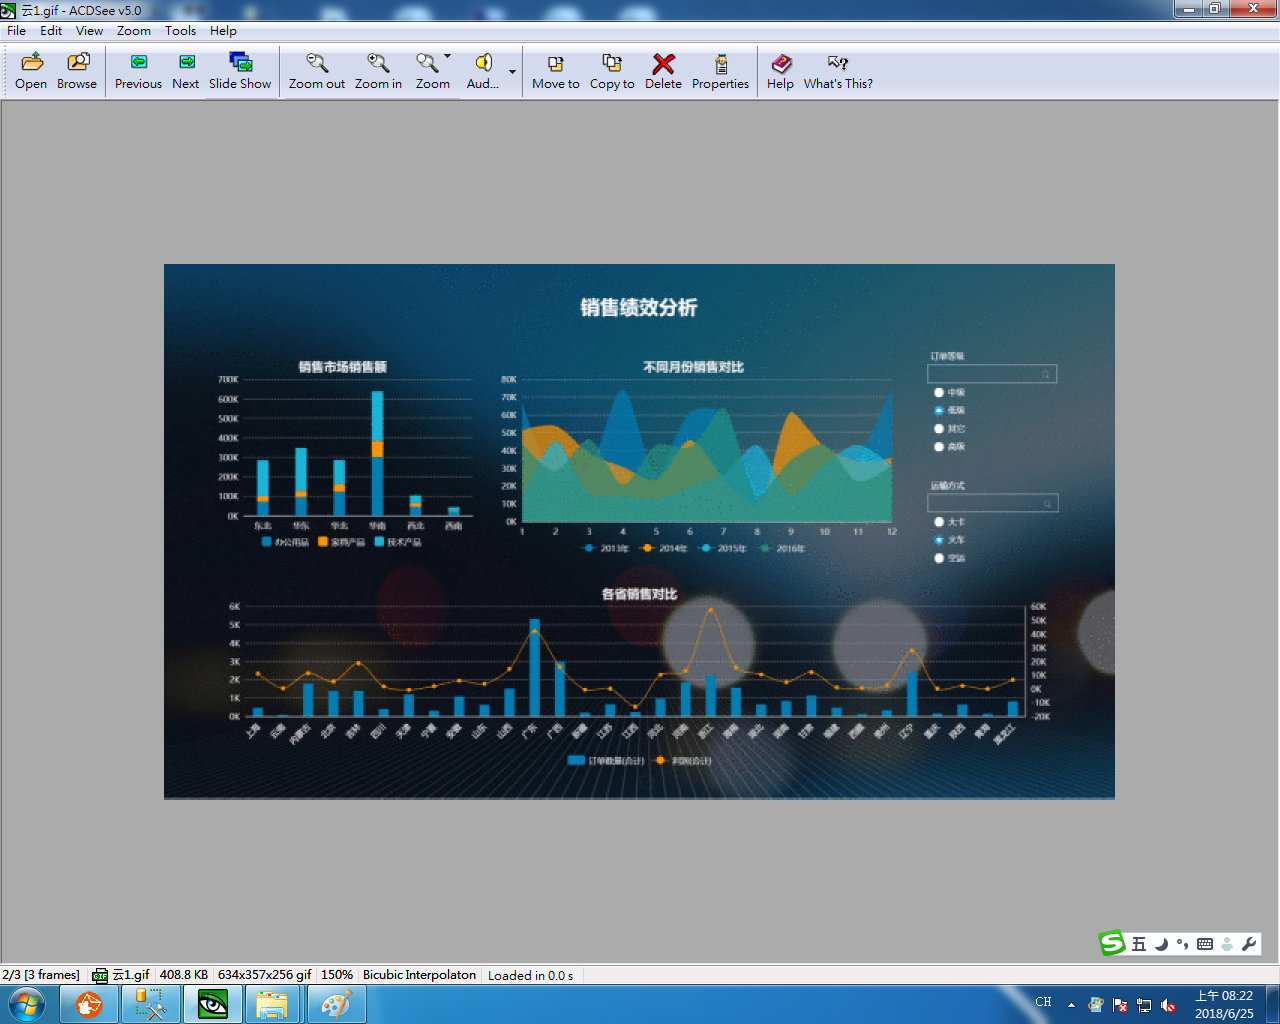 云1.gif - ACDSee v5.0
File Edit View Zoom Tools Help
Open Browse Previous Next Slide Show Zoom out Zoom in Zoom Aud... Move to Copy to Delete Properties Help What's This?
销售绩效分析
销售市场销售额
700K
600K
500K
400K
300K
200K
100K
0K
东北 华东 华北 华南 西北 西南
办公用品 家具产品 技术产品
不同月份销售对比
80K
70K
60K
50K
40K
30K
20K
10K
0K
1 2 3 4 5 6 7 8 9 10 11 12
2013年 2014年 2015年 2016年
订单等级
中级
低级
其它
高级
运输方式
大卡
火车
空运
各省销售对比
6K 60K
5K 50K
4K 40K
3K 30K
2K 20K
1K 10K
0K 0K
-10K
-20K
上海 云南 内蒙古 北京 吉林 四川 天津 宁夏 安徽 山东 山西 广东 广西 新疆 江苏 江西 河北 河南 浙江 海南 湖北 湖南 甘肃 福建 西藏 贵州 辽宁 重庆 陕西 青海 黑龙江
订单数量(合计) 利润(合计)
五
2/3 [3 frames] 云1.gif 408.8 KB 634x357x256 gif 150% Bicubic Interpolaton Loaded in 0.0 s
CH
上午 08:22
2018/6/25